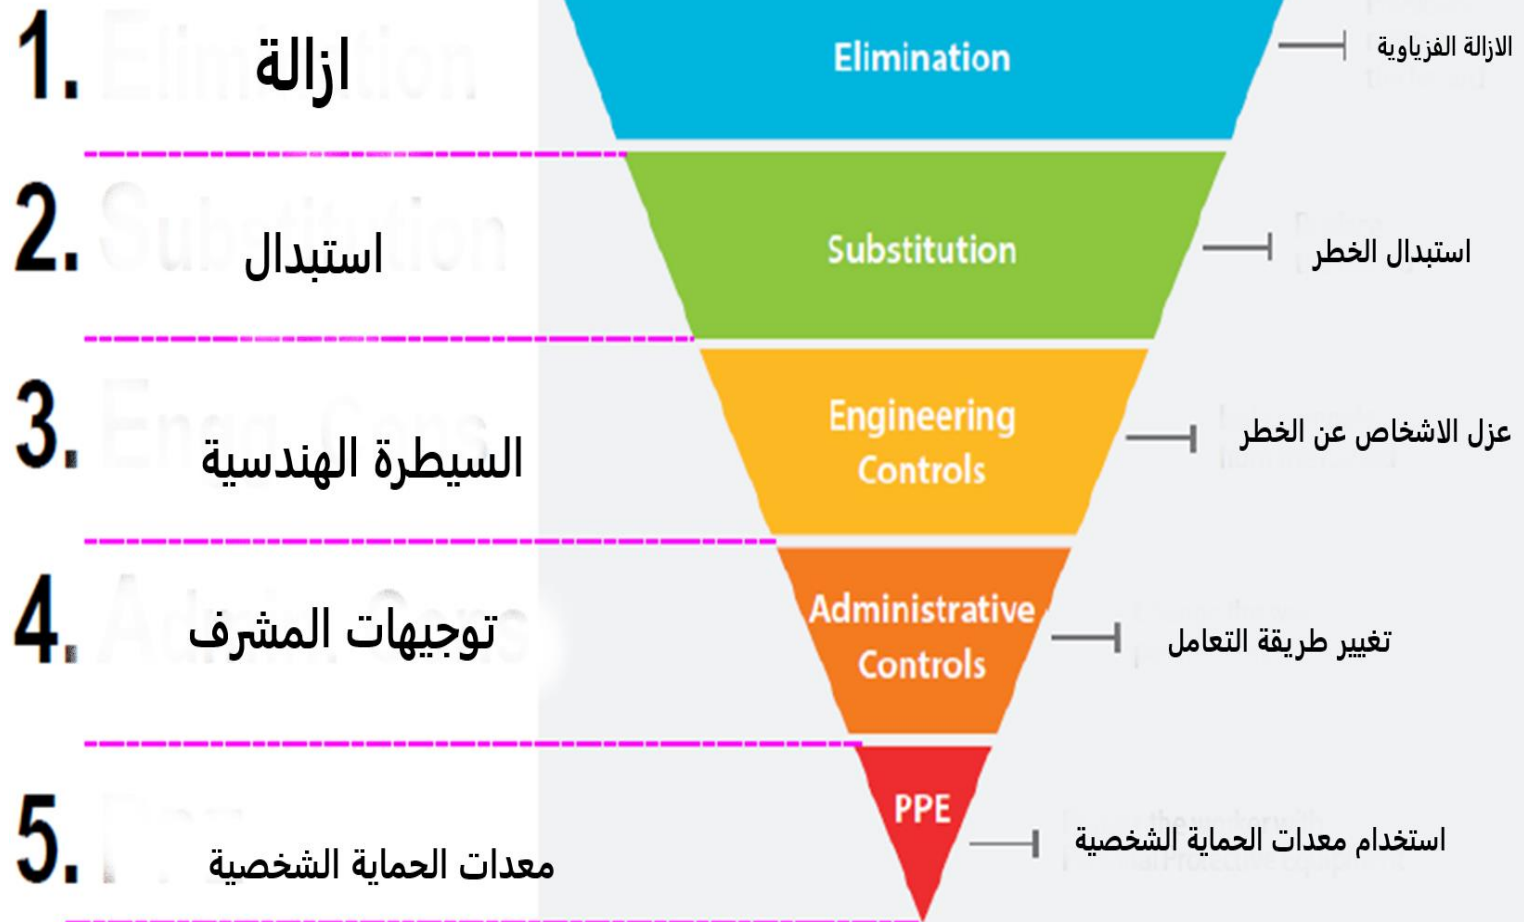 1. ازالة
Elimination
الازالة الفزياوية
2. استبدال
Substitution
استبدال الخطر
3. السيطرة الهندسية
Engineering
Controls
عزل الاشخاص عن الخطر
4. توجيهات المشرف
Administrative
Controls
تغيير طريقة التعامل
5. معدات الحماية الشخصية
PPE
استخدام معدات الحماية الشخصية